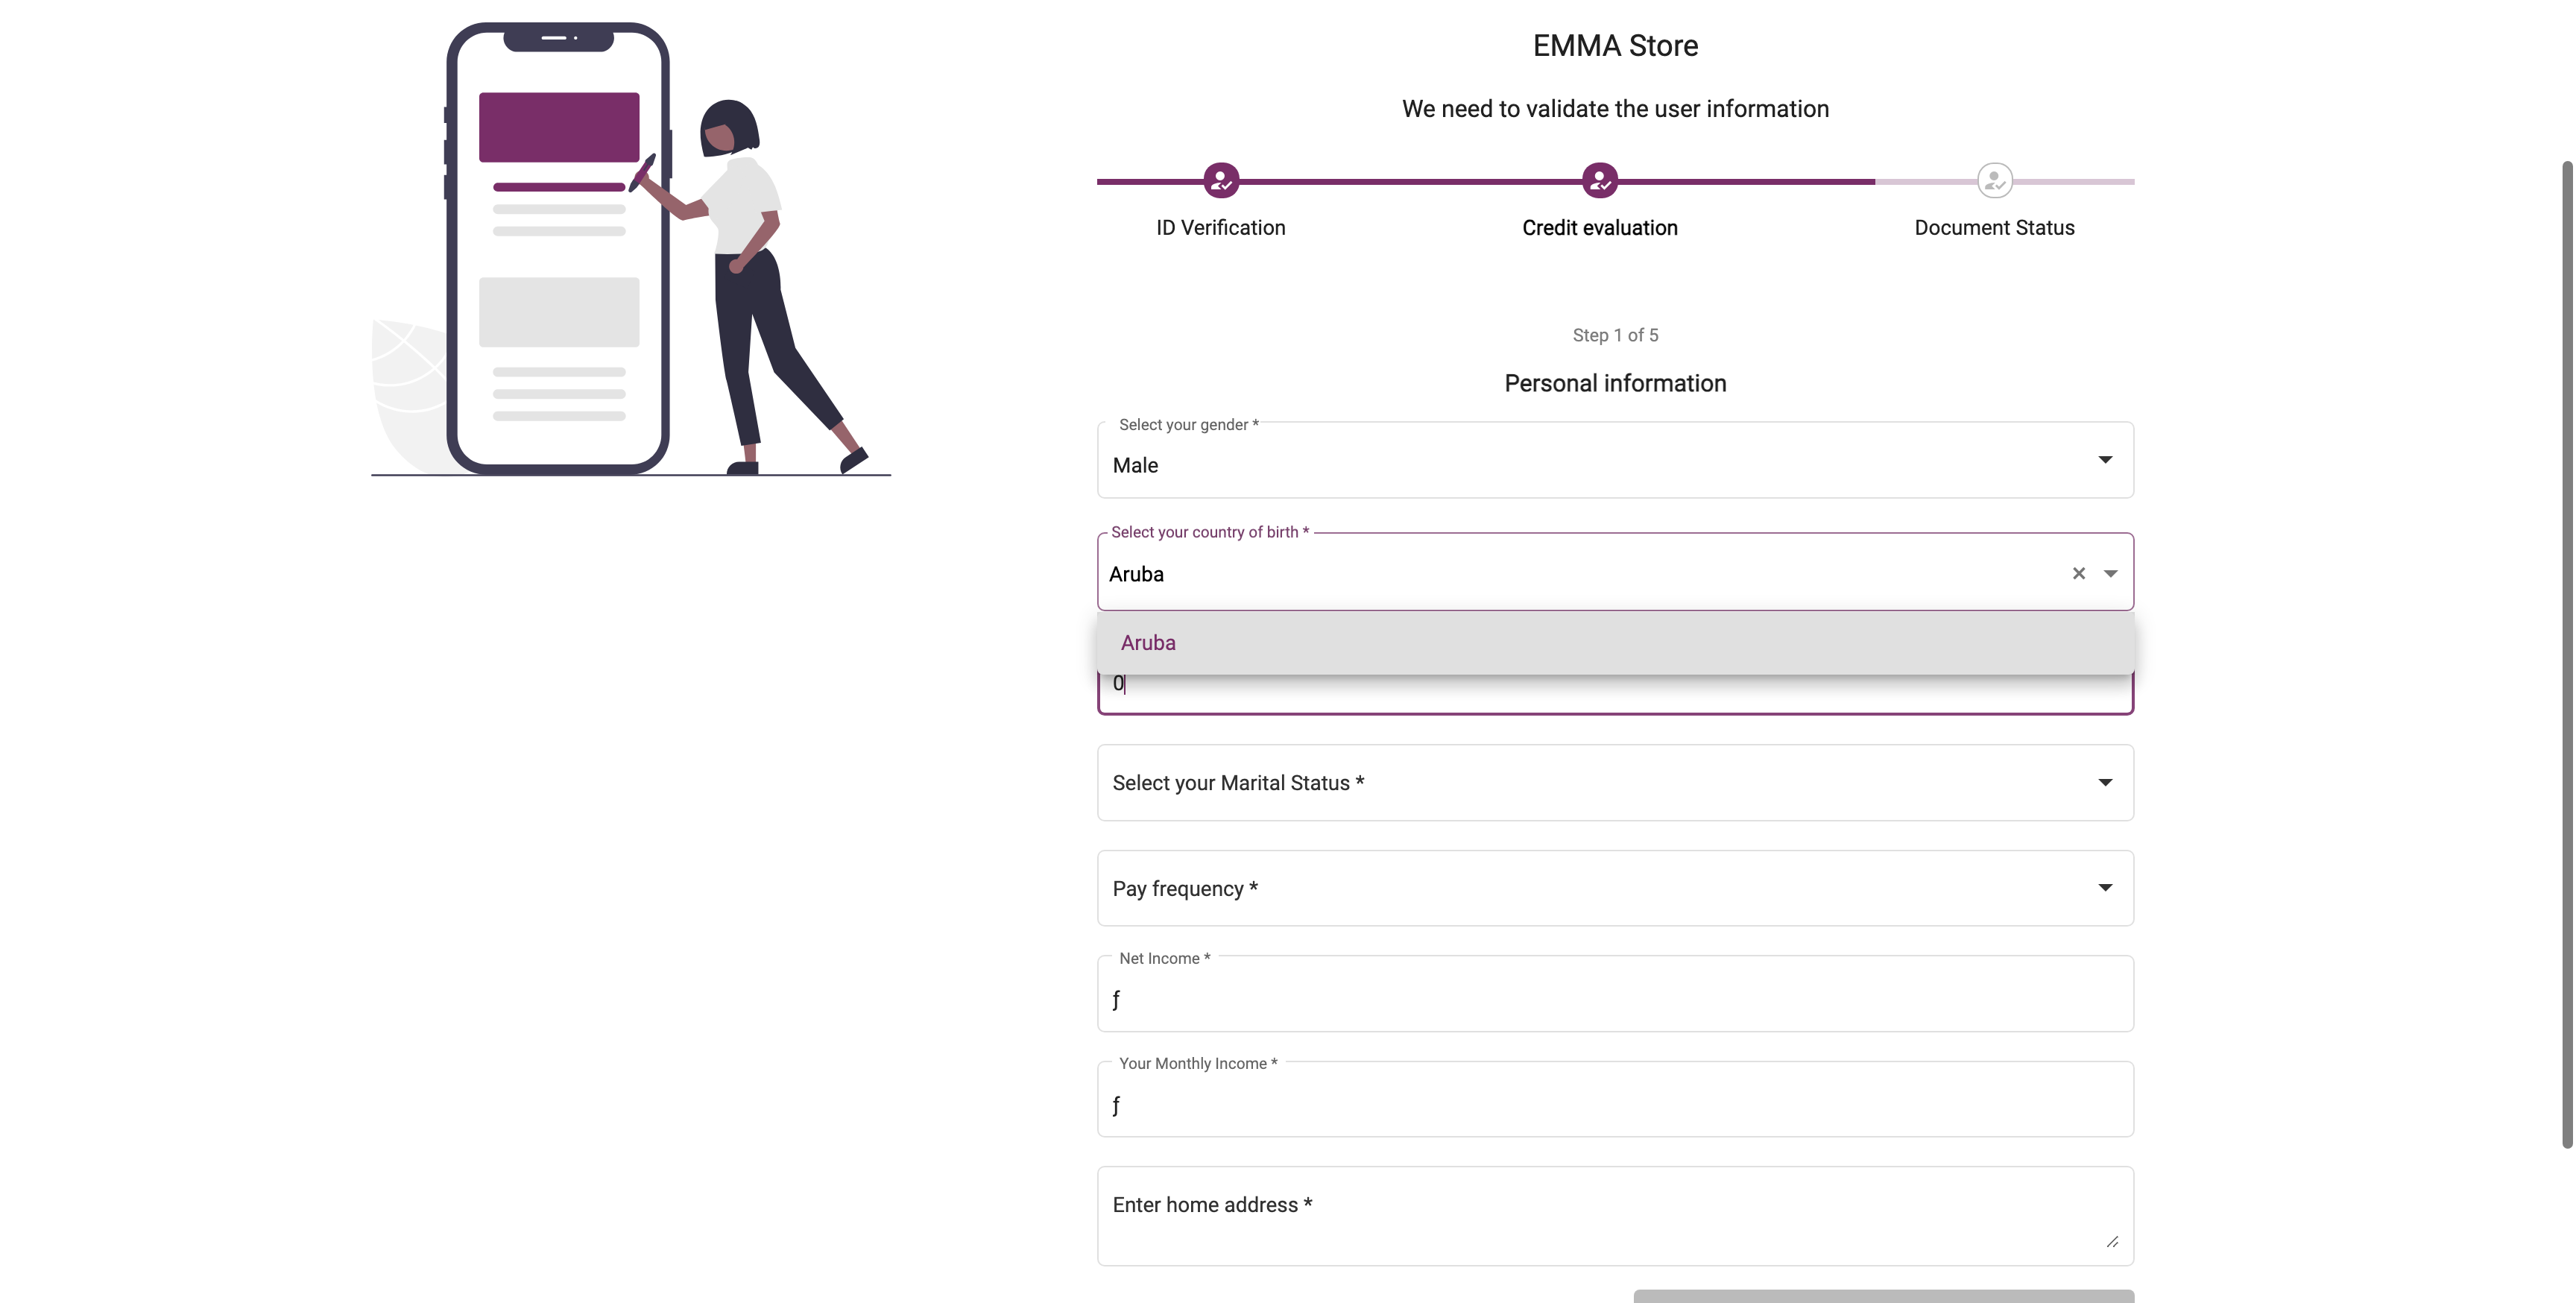 EMMA Store
We need to validate the user information
ID Verification
Credit evaluation
Document Status
Step 1 of 5
Personal information
Select your gender *
Male
Select your country of birth *
Aruba
Aruba
0
Select your Marital Status *
Pay frequency *
Net Income *
ƒ
Your Monthly Income *
ƒ
Enter home address *